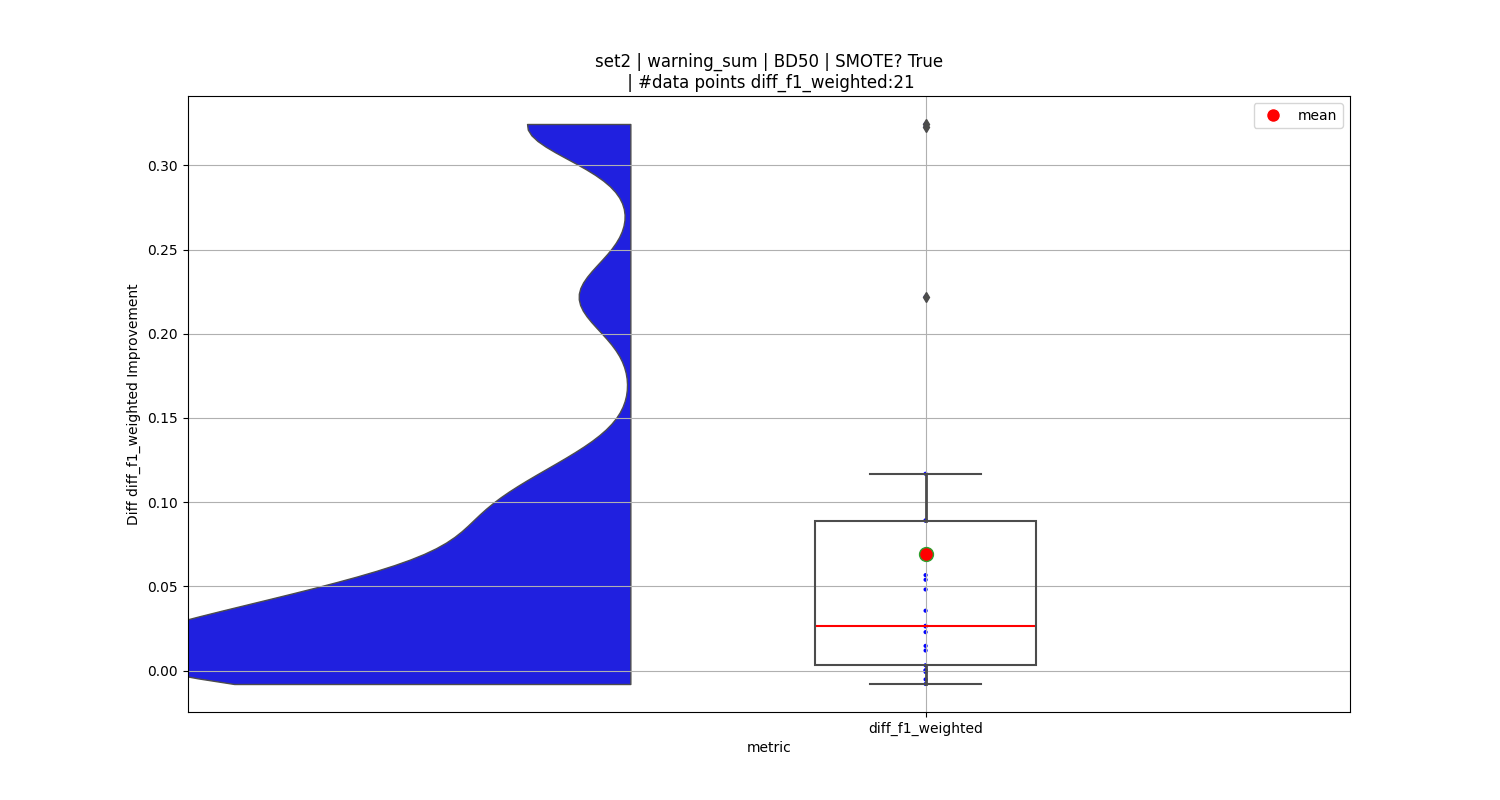 set2 | warning_sum | BD50 | SMOTE? True
| #data points diff_f1_weighted:21
mean
0.30
0.25
0.20
0.15
0.10
0.05
0.00
Diff diff_f1_weighted Improvement
diff_f1_weighted
metric